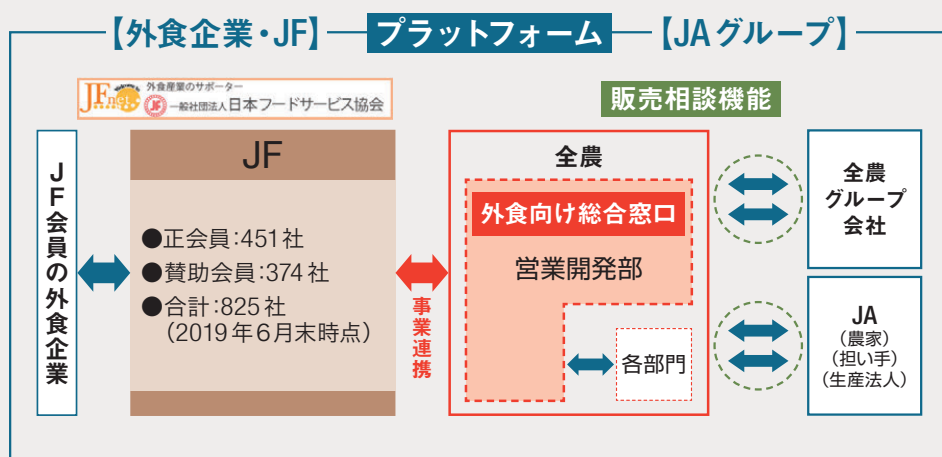 【外食企業・JF】
プラットフォーム
【JAグループ】
JFnet
外食産業のサポーター
JF
一般社団法人日本フードサービス協会
販売相談機能
JF会員の外食企業
JF
●正会員:451社
●賛助会員:374社
●合計:825社
(2019年6月末時点)
事業連携
全農
外食向け総合窓口
営業開発部
各部門
全農
グループ
会社
JA
(農家)
(担い手)
(生産法人)